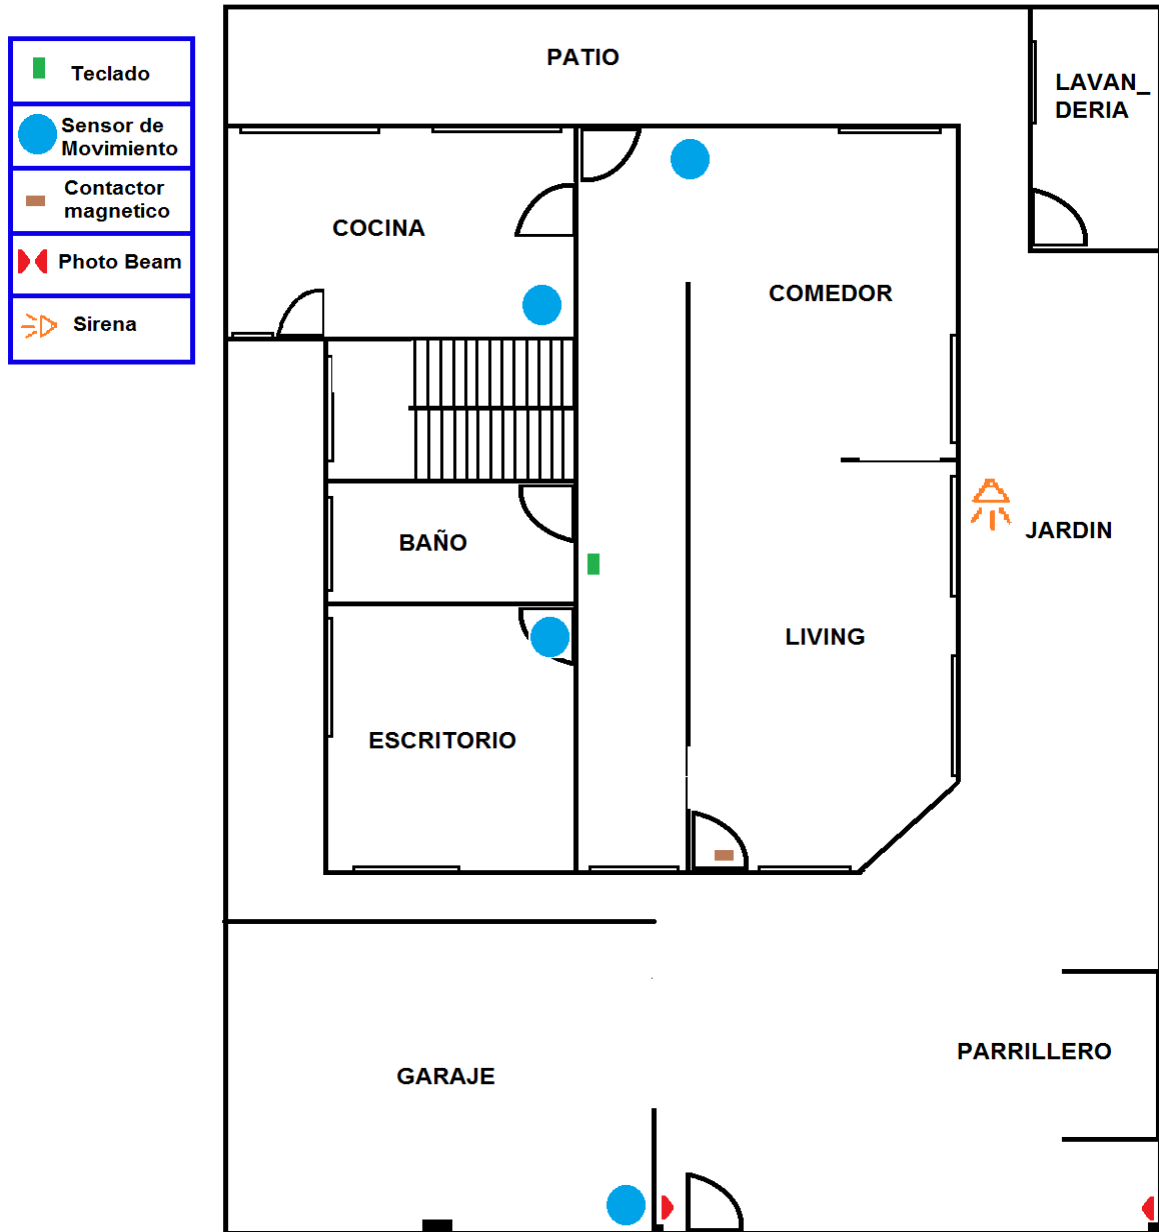 Teclado
Sensor de
Movimiento
Contactor
magnetico
Photo Beam
Sirena
PATIO
LAVAN_
DERIA
COCINA
COMEDOR
BAÑO
JARDIN
LIVING
ESCRITORIO
PARRILLERO
GARAJE